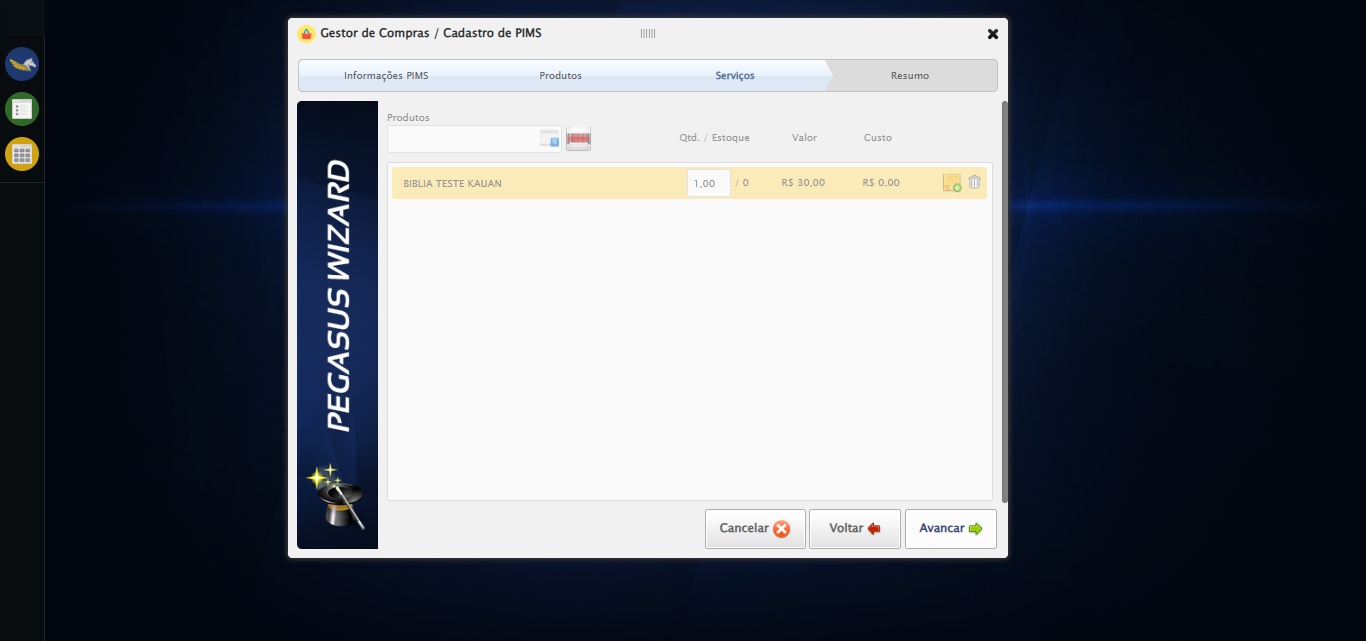 Gestor de Compras / Cadastro de PIMS
Informações PIMS Produtos Serviços Resumo
Produtos
Qtd. / Estoque Valor Custo
BIBLIA TESTE KAUAN 1,00 / 0 R$ 30,00 R$ 0,00
PEGASUS WIZARD
Cancelar Voltar Avancar